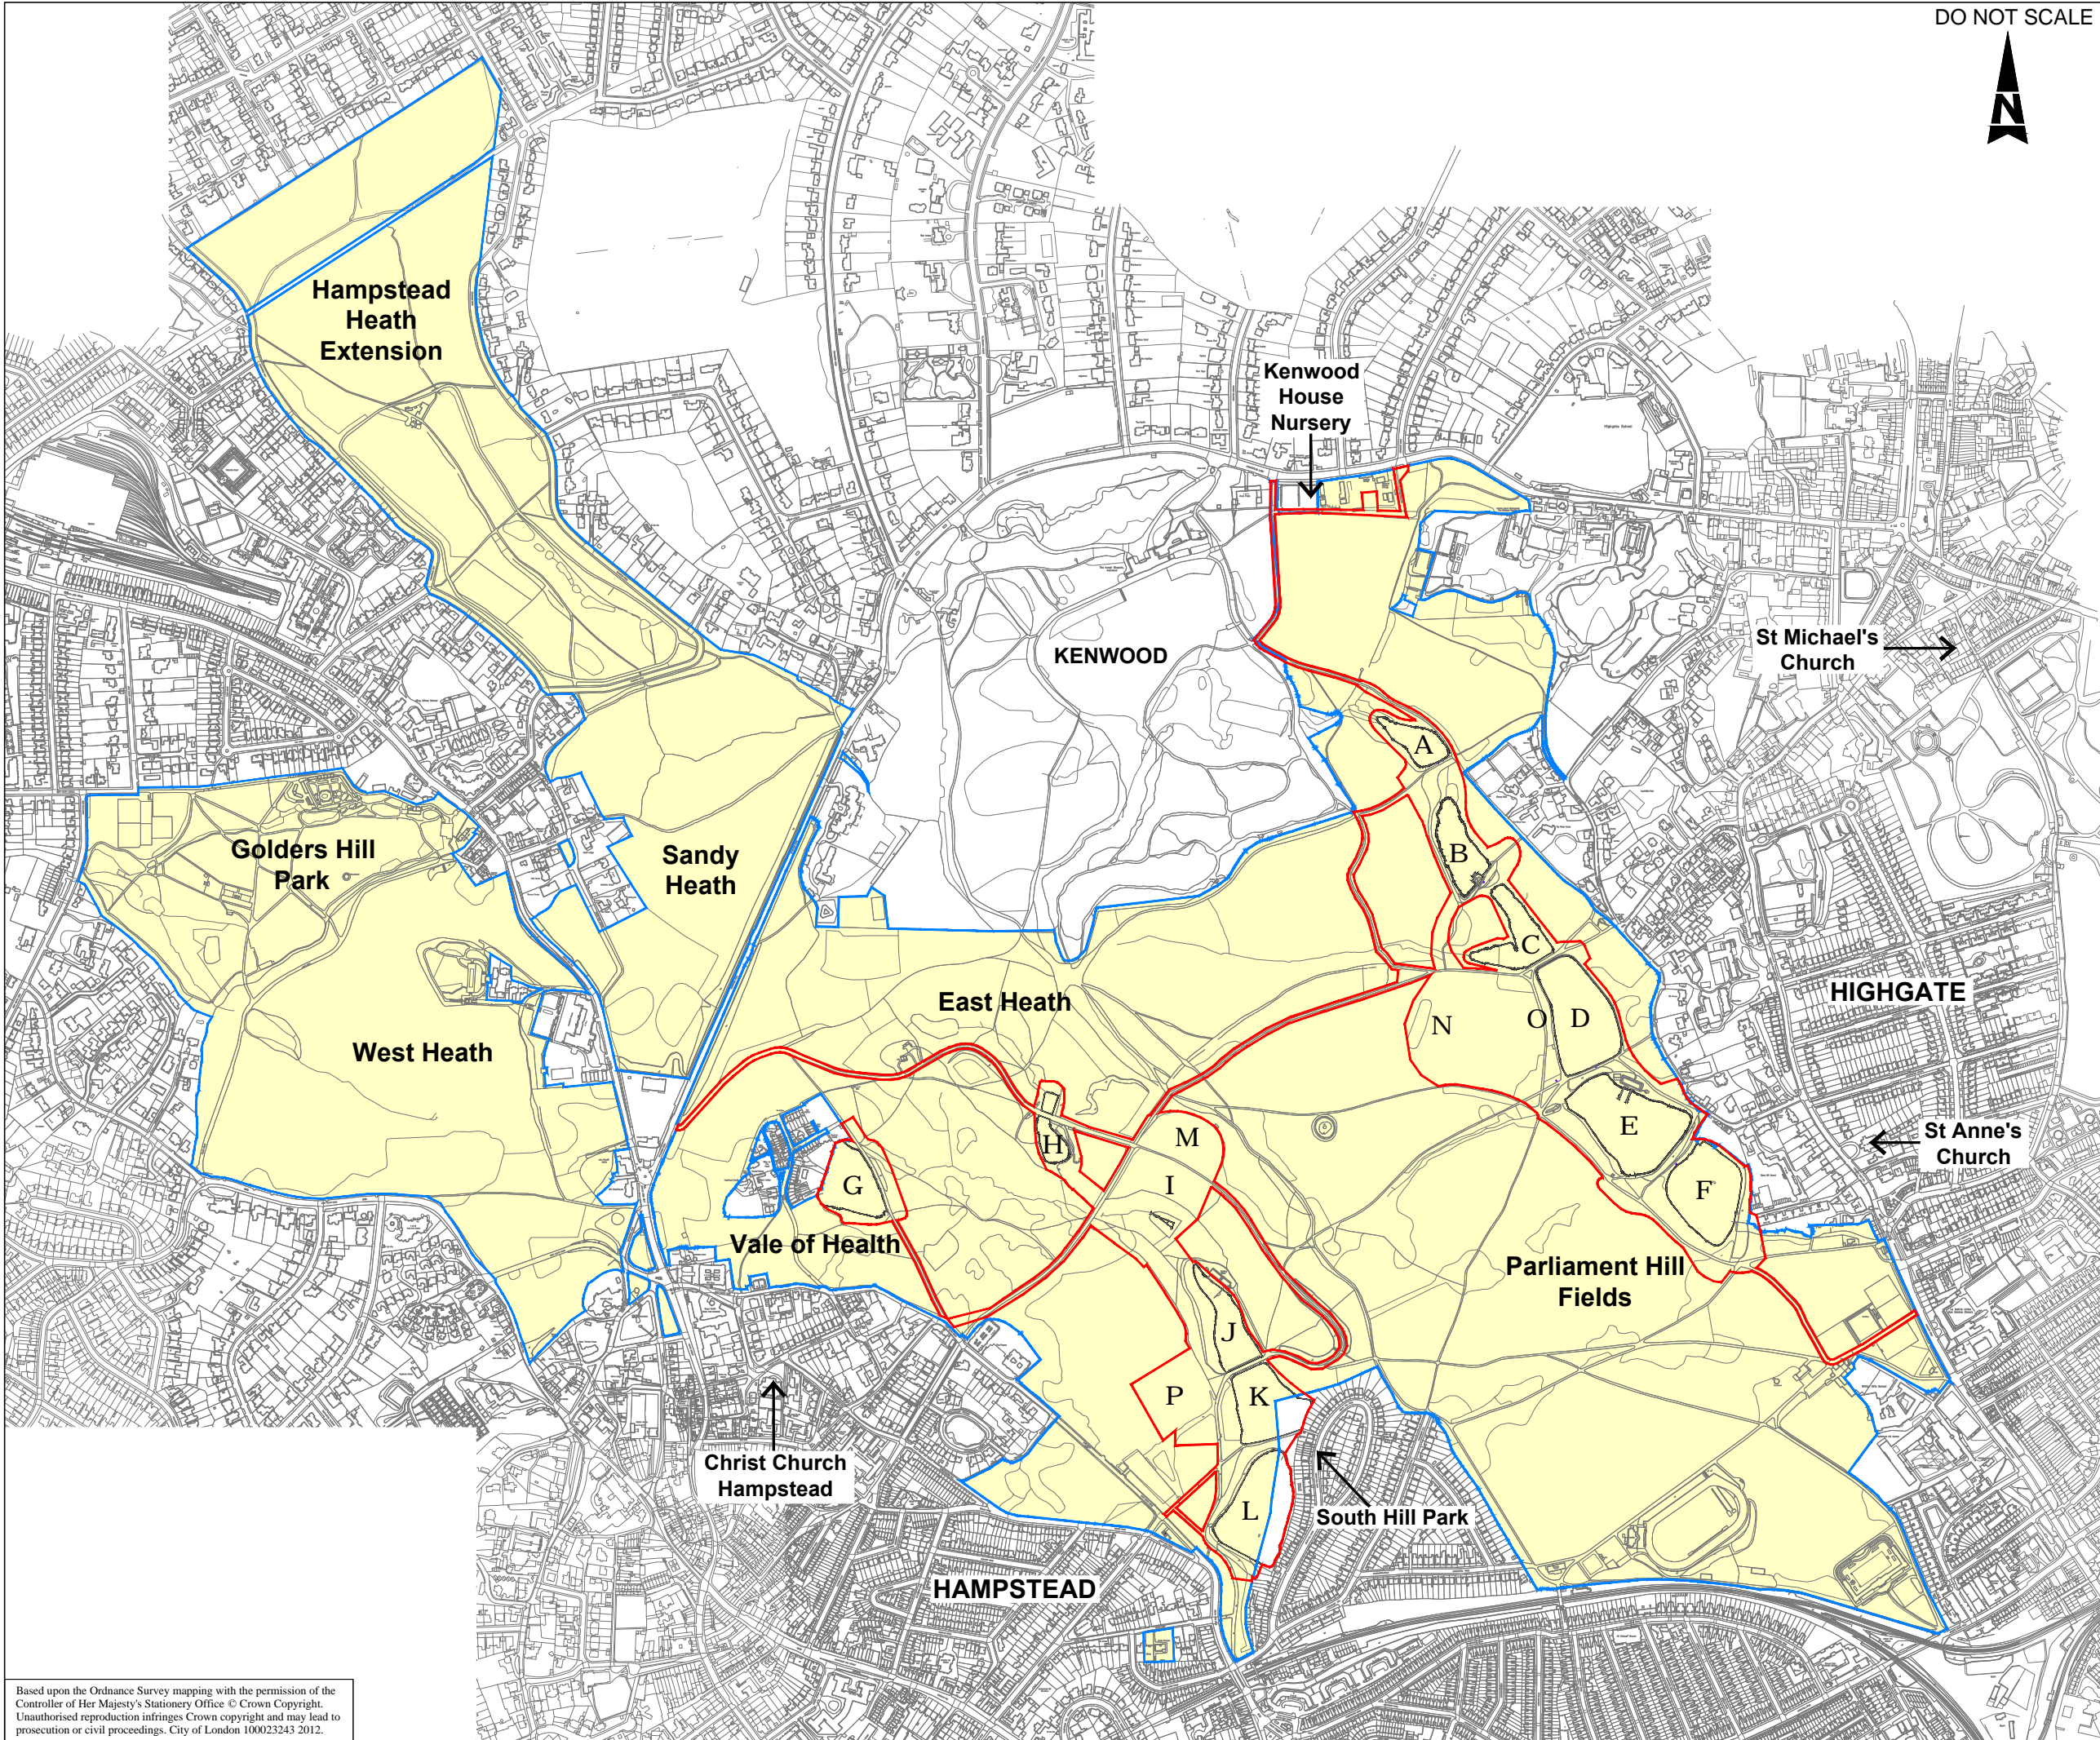 DO NOT SCALE
N
Hampstead
Heath
Extension
Kenwood
House
Nursery
St Michael's
Church
KENWOOD
A
Golders Hill
Park
Sandy
Heath
B
C
HIGHGATE
East Heath
N
O
D
West Heath
M
H
E
St Anne's
Church
G
I
F
Vale of Health
Parliament Hill
Fields
J
P
K
Christ Church
Hampstead
L
South Hill Park
HAMPSTEAD
Based upon the Ordnance Survey mapping with the permission of the
Controller of Her Majesty's Stationery Office © Crown Copyright.
Unauthorised reproduction infringes Crown copyright and may lead to
prosecution or civil proceedings. City of London 100023243 2012.